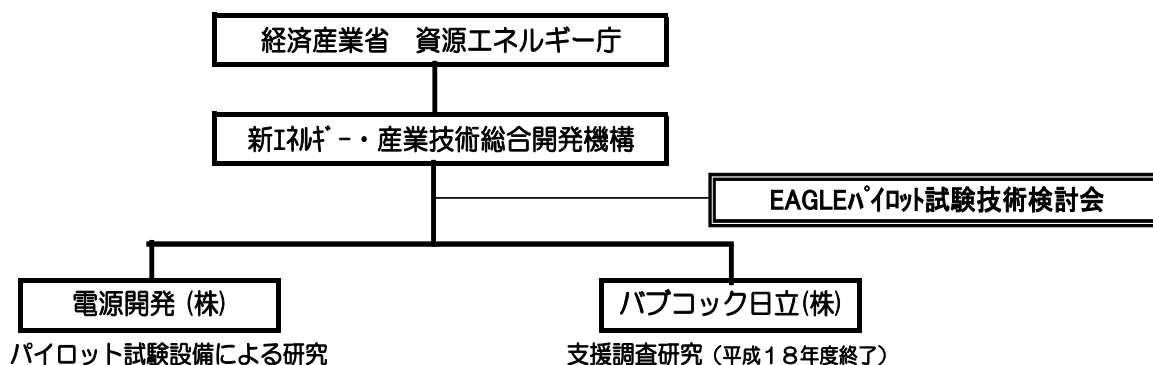 経済産業省　資源エネルギー庁
新ｴﾈﾙｷﾞｰ・産業技術総合開発機構
EAGLEﾊﾟｲﾛｯﾄ試験技術検討会
電源開発(株)
バブコック日立(株)
パイロット試験設備による研究
支援調査研究（平成１８年度終了）